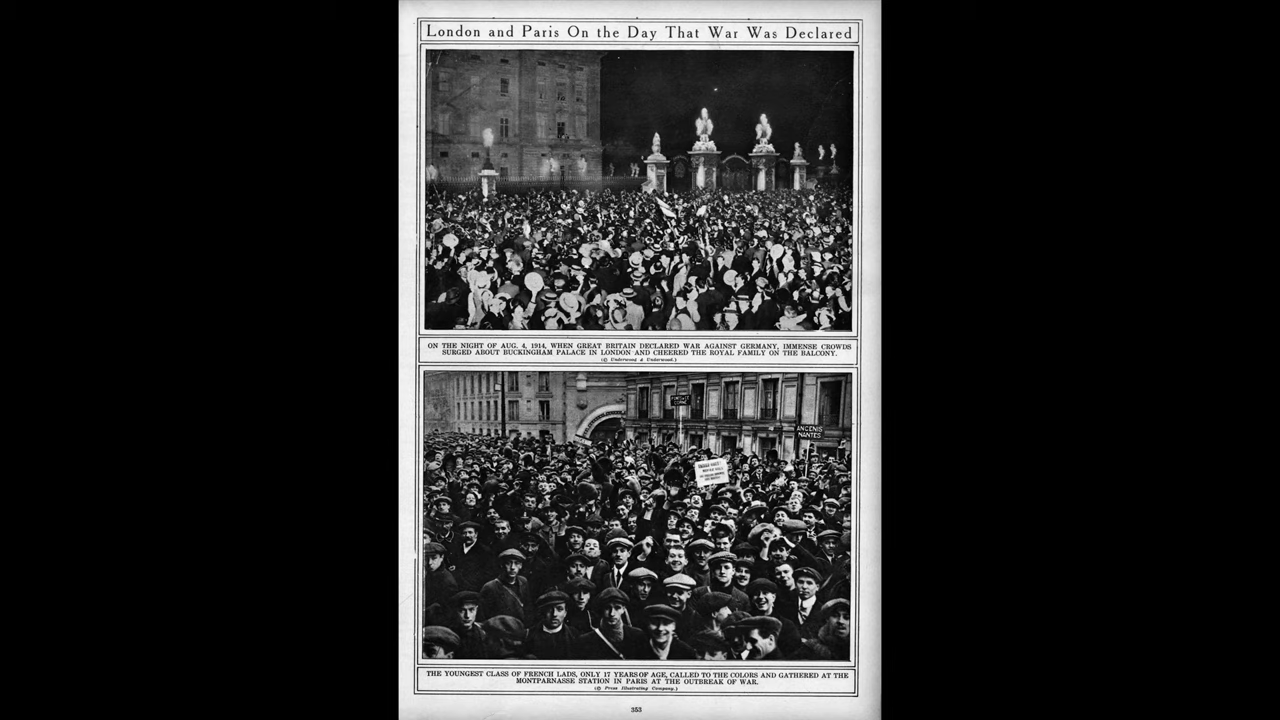 London and Paris On the Day That War Was Declared
ON THE NIGHT OF AUG. 4, 1914, WHEN GREAT BRITAIN DECLARED WAR AGAINST GERMANY, IMMENSE CROWDS
SURGED ABOUT BUCKINGHAM PALACE IN LONDON AND CHEERED THE ROYAL FAMILY ON THE BALCONY.
(© Underwood & Underwood.)
ANCENIS
NANTES
THE YOUNGEST CLASS OF FRENCH LADS, ONLY 17 YEARS OF AGE, CALLED TO THE COLORS AND GATHERED AT THE
MONTPARNASSE STATION IN PARIS AT THE OUTBREAK OF WAR.
(© Press Illustrating Company.)
353